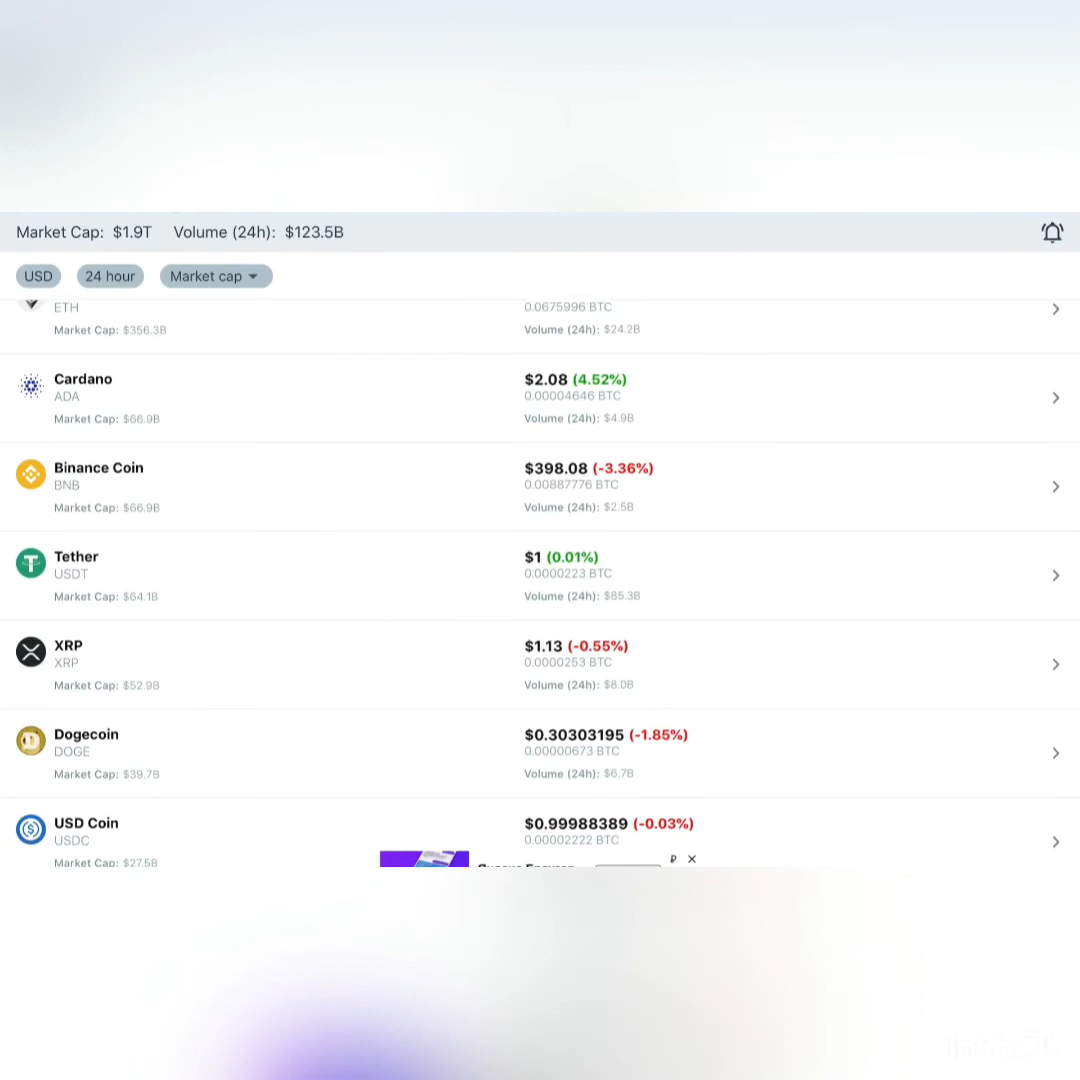 Market Cap: $1.9T Volume (24h): $123.5B
USD 24 hour Market cap
ETH 0.0675996 BTC
Market Cap: $356.3B Volume (24h): $24.2B
Cardano $2.08 (4.52%)
ADA 0.00004646 BTC
Market Cap: $66.9B Volume (24h): $4.9B
Binance Coin $398.08 (-3.36%)
BNB 0.00887776 BTC
Market Cap: $66.9B Volume (24h): $2.5B
Tether $1 (0.01%)
USDT 0.0000223 BTC
Market Cap: $64.1B Volume (24h): $85.3B
XRP $1.13 (-0.55%)
XRP 0.0000253 BTC
Market Cap: $52.9B Volume (24h): $8.0B
Dogecoin $0.30303195 (-1.85%)
DOGE 0.00000673 BTC
Market Cap: $39.7B Volume (24h): $6.7B
USD Coin $0.99988389 (-0.03%)
USDC 0.00002222 BTC
Market Cap: $27.5B